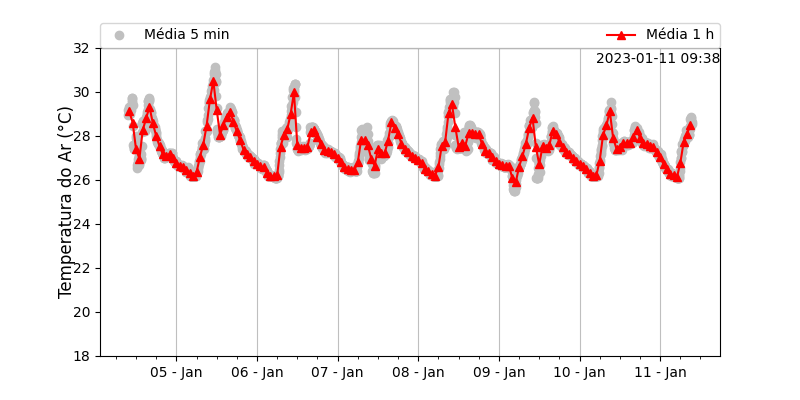 Média 5 min
Média 1 h
2023-01-11 09:38
Temperatura do Ar (°C)
32
30
28
26
24
22
20
18
05 - Jan
06 - Jan
07 - Jan
08 - Jan
09 - Jan
10 - Jan
11 - Jan